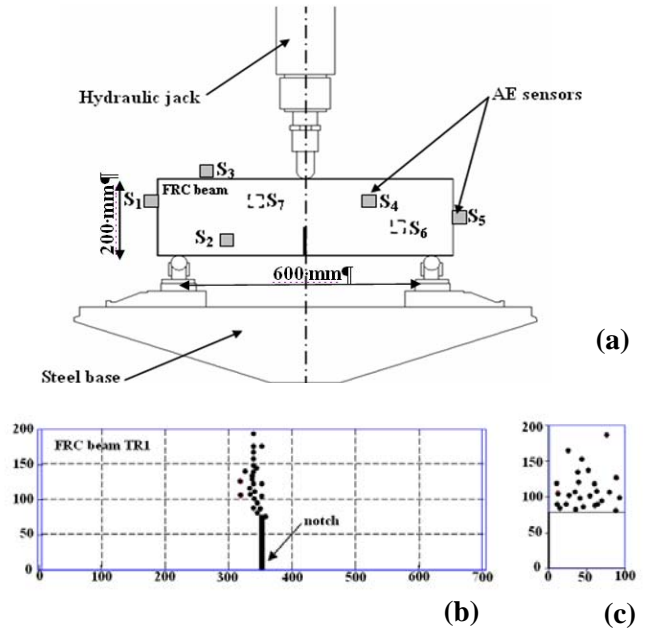 Hydraulic jack
AE sensors
S3
S1
FRC beam
S7
S4
S5
S6
S2
200·mm¶
600·mm¶
Steel base
(a)
200
150
100
50
0
FRC beam TR1
notch
0
100
200
300
400
500
600
700
(b)
200
150
100
50
0
0
50
100
(c)